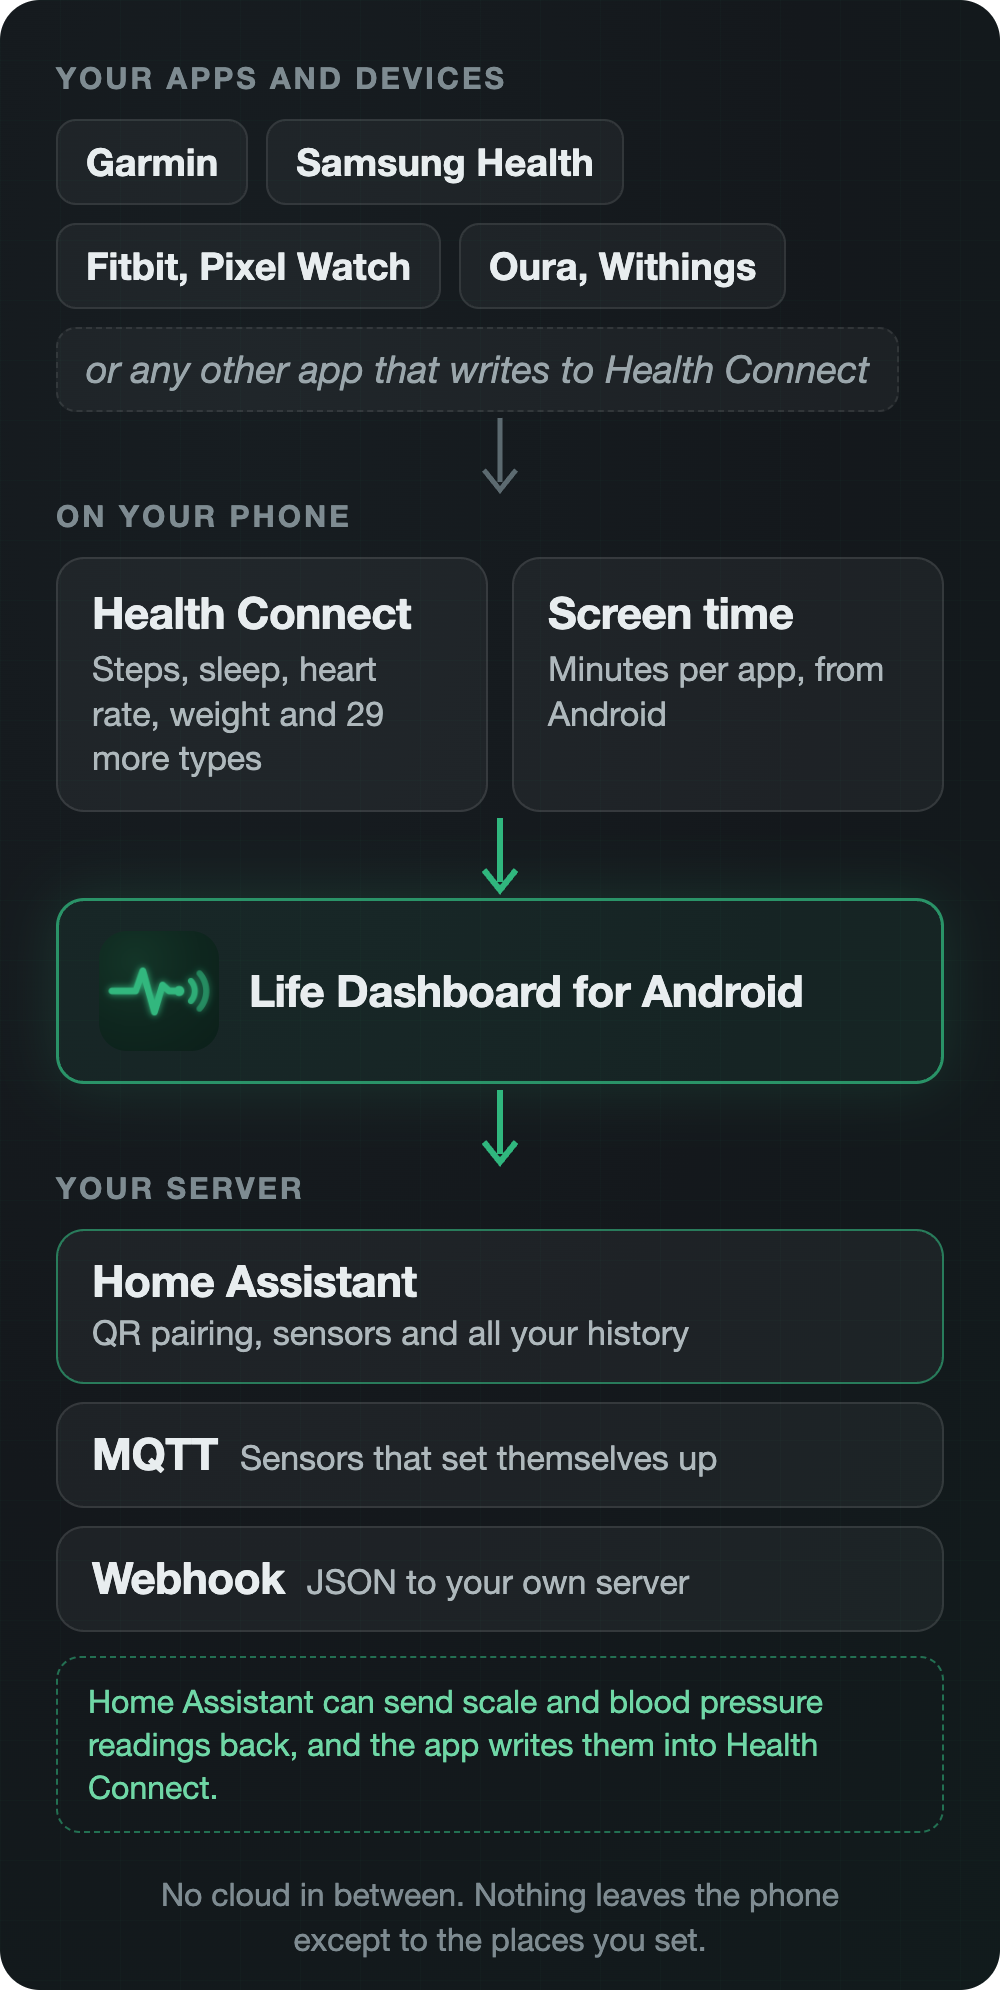 YOUR APPS AND DEVICES
Garmin
Samsung Health
Fitbit, Pixel Watch
Oura, Withings
or any other app that writes to Health Connect
ON YOUR PHONE
Health Connect
Steps, sleep, heart
rate, weight and 29
more types
Screen time
Minutes per app, from
Android
Life Dashboard for Android
YOUR SERVER
Home Assistant
QR pairing, sensors and all your history
MQTT Sensors that set themselves up
Webhook JSON to your own server
Home Assistant can send scale and blood pressure
readings back, and the app writes them into Health
Connect.
No cloud in between. Nothing leaves the phone
except to the places you set.